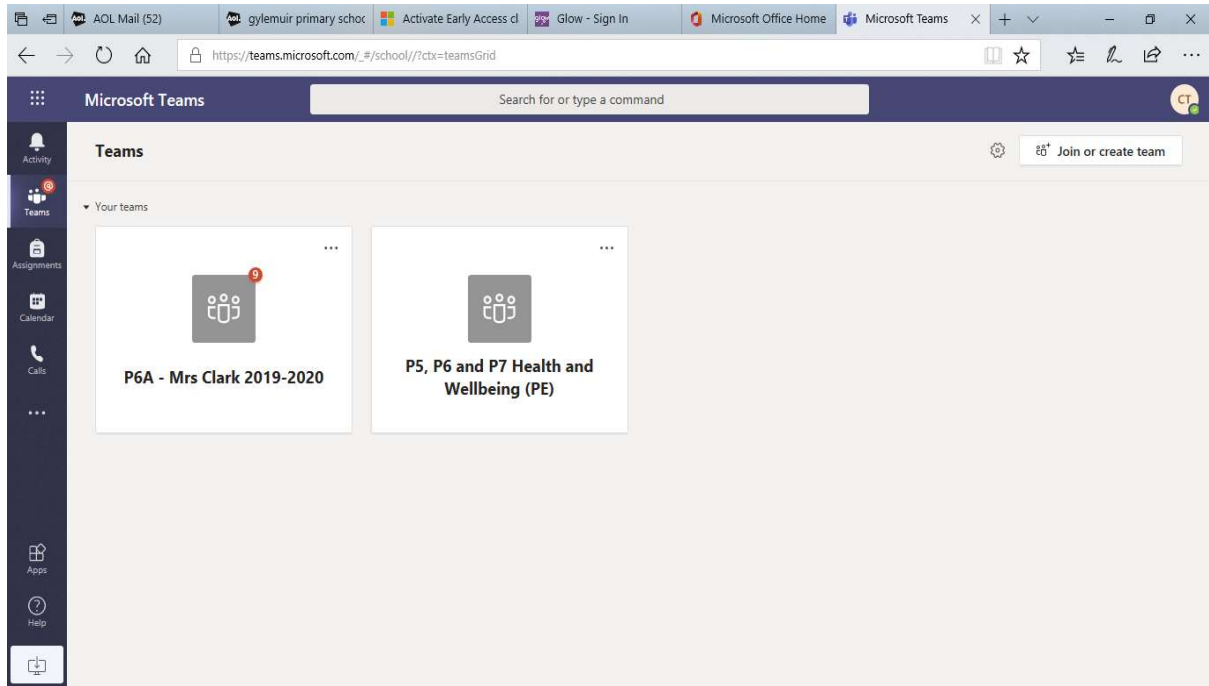 AOL Mail (52)
gylemuir primary schoc
Activate Early Access cl
Glow - Sign In
Microsoft Office Home
Microsoft Teams
https://teams.microsoft.com/_#/school//?ctx=teamsGrid
Microsoft Teams
Search for or type a command
CT
Activity
Teams
Join or create team
@
Teams
Your teams
Assignments
9
Calendar
Calls
P6A - Mrs Clark 2019-2020
P5, P6 and P7 Health and
Wellbeing (PE)
Apps
Help